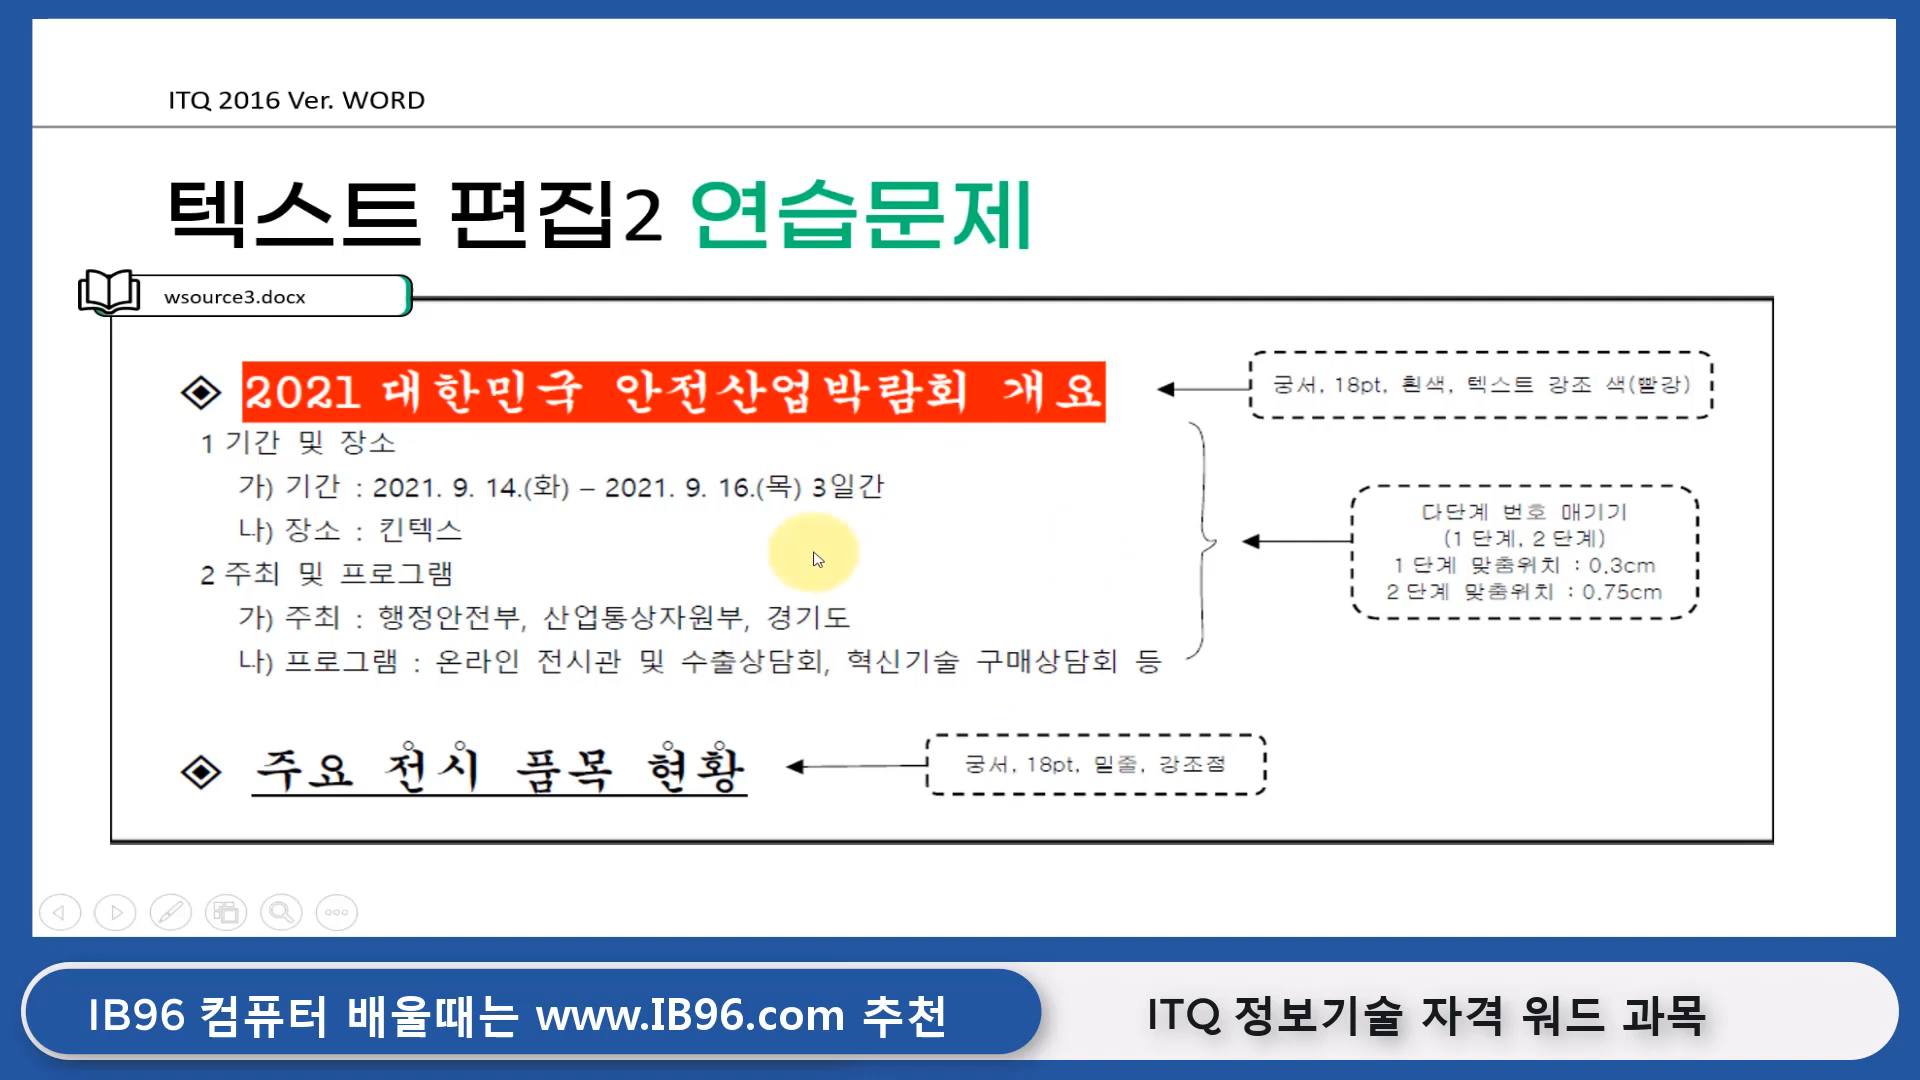 ITQ 2016 Ver. WORD
텍스트 편집2 연습문제
wsource3.docx
◈ 2021 대한민국 안전산업박람회 개요
궁서, 18pt, 흰색, 텍스트 강조 색(빨강)
1 기간 및 장소
가) 기간 : 2021. 9. 14.(화) – 2021. 9. 16.(목) 3일간
나) 장소 : 킨텍스
2 주최 및 프로그램
가) 주최 : 행정안전부, 산업통상자원부, 경기도
나) 프로그램 : 온라인 전시관 및 수출상담회, 혁신기술 구매상담회 등
다단계 번호 매기기
(1단계, 2단계)
1단계 맞춤위치 : 0.3cm
2단계 맞춤위치 : 0.75cm
◈ 주요 전시 품목 현황
궁서, 18pt, 밑줄, 강조점
IB96 컴퓨터 배울때는 www.IB96.com 추천
ITQ 정보기술 자격 워드 과목